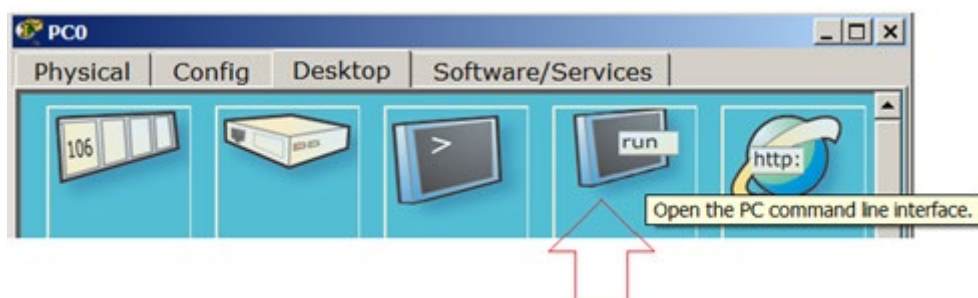 PC0
Physical Config Desktop Software/Services
106
>
run
http:
Open the PC command line interface.